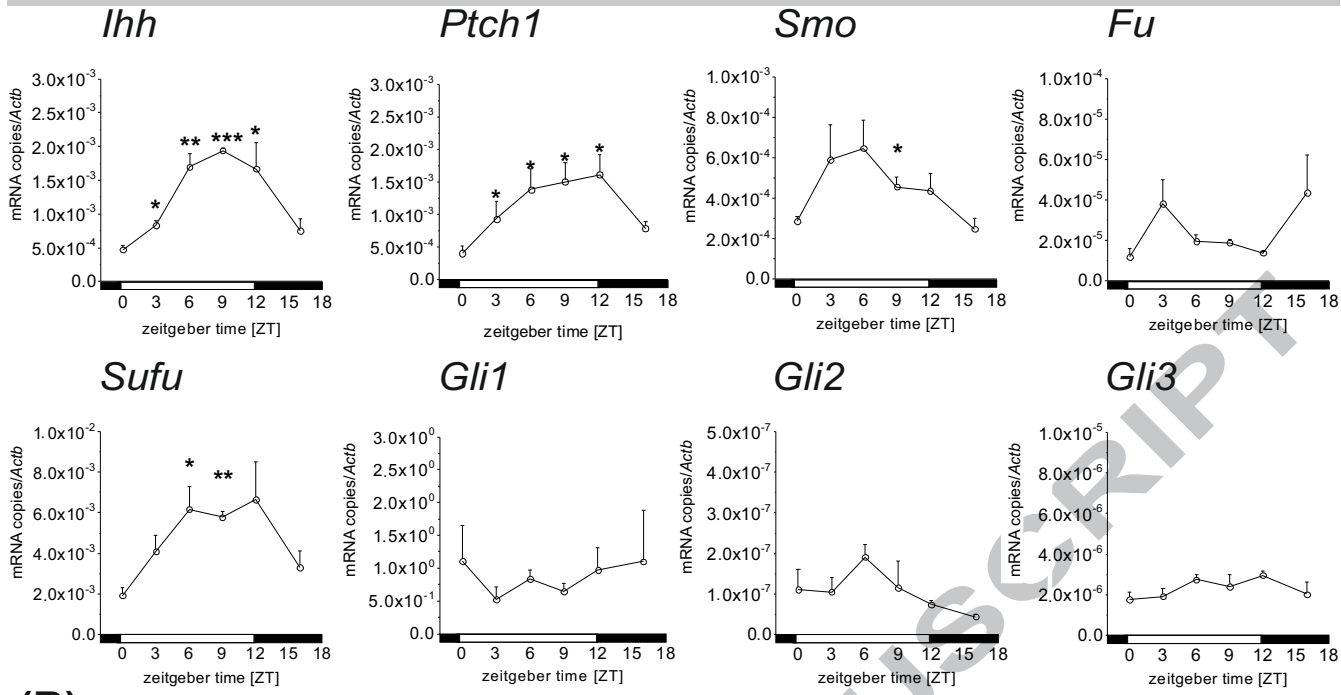 Ihh Ptch1 Smo Fu
mRNA copies/Actb
3.0x10⁻³
2.5x10⁻³
2.0x10⁻³
1.5x10⁻³
1.0x10⁻³
5.0x10⁻⁴
0.0
* ** *** *
0 3 6 9 12 15 18
zeitgeber time [ZT]
mRNA copies/Actb
3.0x10⁻³
2.5x10⁻³
2.0x10⁻³
1.5x10⁻³
1.0x10⁻³
5.0x10⁻⁴
0.0
* * * *
0 3 6 9 12 15 18
zeitgeber time [ZT]
mRNA copies/Actb
1.0x10⁻³
8.0x10⁻⁴
6.0x10⁻⁴
4.0x10⁻⁴
2.0x10⁻⁴
0.0
*
0 3 6 9 12 15 18
zeitgeber time [ZT]
mRNA copies/Actb
1.0x10⁻⁴
8.0x10⁻⁵
6.0x10⁻⁵
4.0x10⁻⁵
2.0x10⁻⁵
0.0
0 3 6 9 12 15 18
zeitgeber time [ZT]
Sufu Gli1 Gli2 Gli3
mRNA copies/Actb
1.0x10⁻²
8.0x10⁻³
6.0x10⁻³
4.0x10⁻³
2.0x10⁻³
0.0
* **
0 3 6 9 12 15 18
zeitgeber time [ZT]
mRNA copies/Actb
3.0x10⁰
2.5x10⁰
2.0x10⁰
1.5x10⁰
1.0x10⁰
5.0x10⁻¹
0.0
0 3 6 9 12 15 18
zeitgeber time [ZT]
mRNA copies/Actb
5.0x10⁻⁷
4.0x10⁻⁷
3.0x10⁻⁷
2.0x10⁻⁷
1.0x10⁻⁷
0.0
0 3 6 9 12 15 18
zeitgeber time [ZT]
mRNA copies/Actb
1.0x10⁻⁵
8.0x10⁻⁶
6.0x10⁻⁶
4.0x10⁻⁶
2.0x10⁻⁶
0.0
0 3 6 9 12 15 18
zeitgeber time [ZT]
USCRIPT
(B)